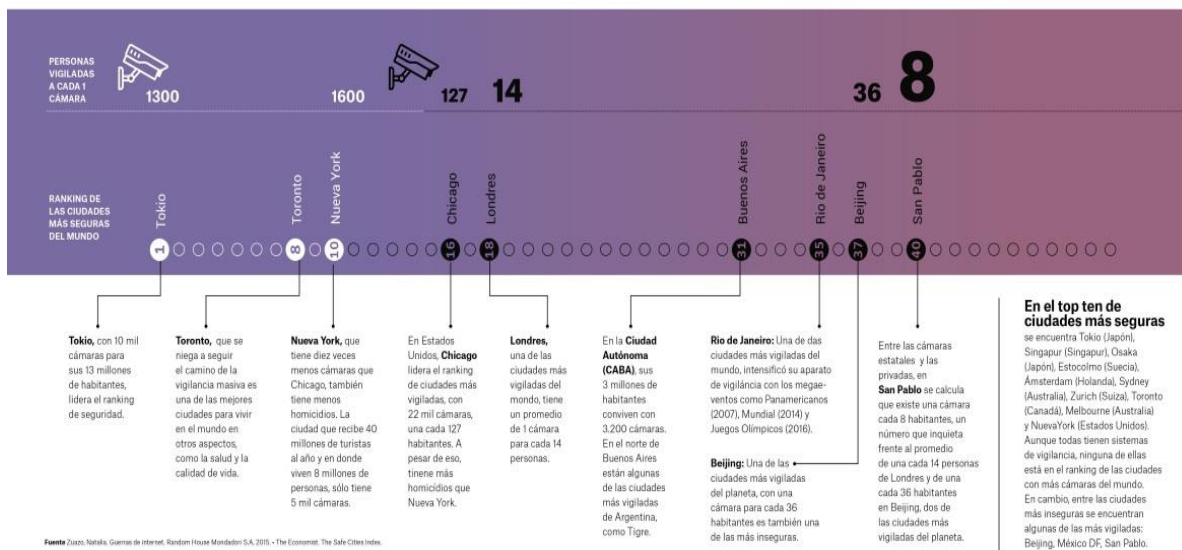 PERSONAS
VIGILADAS
A CADA 1
CÁMARA
1300
1600
127
14
36
8
RANKING DE
LAS CIUDADES
MÁS SEGURAS
DEL MUNDO
Tokio
Toronto
Nueva York
Chicago
Londres
Buenos Aires
Rio de Janeiro
Beijing
San Pablo
1
8
10
16
18
31
35
37
40
Tokio, con 10 mil
cámaras para
sus 13 millones
de habitantes,
lidera el ranking
de seguridad.
Toronto, que se
niega a seguir
el camino de la
vigilancia masiva es
una de las mejores
ciudades para vivir
en el mundo en
otros aspectos,
como la salud y la
calidad de vida.
Nueva York, que
tiene diez veces
menos cámaras que
Chicago, también
tiene menos
homicidios. La
ciudad que recibe 40
millones de turistas
al año y en donde
viven 8 millones de
personas, sólo tiene
5 mil cámaras.
En Estados
Unidos, Chicago
lidera el ranking
de ciudades más
vigiladas, con
22 mil cámaras,
una cada 127
habitantes. A
pesar de eso,
tinene más
homicidios que
Nueva York.
Londres,
una de las
ciudades más
vigiladas del
mondo, tiene
un promedio
de 1 cámara
para cada 14
personas.
En la Ciudad
Autónoma
(CABA), sus
3 millones de
habitantes
conviven con
3.200 cámaras.
En el norte de
Buenos Aires
están algunas
de las ciudades
más vigiladas
de Argentina,
como Tigre.
Rio de Janeiro: Una de das
ciudades más vigiladas del
mundo, intensificó su aparato
de vigilância con los megae-
ventos como Panamericanos
(2007), Mundial (2014) y
Juegos Olímpicos (2016).
Beijing: Una de las
ciudades más vigiladas
del planeta, con una
cámara para cada 36
habitantes es también una
de las más inseguras.
Entre las cámaras
estatales y las
privadas, en
San Pablo se calcula
que existe una cámara
cada 8 habitantes, un
número que inquieta
frente al promedio
de una cada 14 personas
de Londres y de una
cada 36 habitantes
en Beijing, dos de
las ciudades más
vigiladas del planeta.
En el top ten de
ciudades más seguras
se encuentra Tokio (Japón),
Singapur (Singapur), Osaka
(Japón), Estocolmo (Suecia),
Ámsterdam (Holanda), Sydney
(Australia), Zurich (Suiza), Toronto
(Canadá), Melbourne (Australia)
y NuevaYork (Estados Unidos).
Aunque todas tienen sistemas
de vigilancia, ninguna de ellas
está en el ranking de las ciudades
con más cámaras del mundo.
En cambio, entre las ciudades
más inseguras se encuentran
algunas de las más vigiladas:
Beijing, México DF, San Pablo.
Fuente Zuazo, Natalia. Guerras de internet. Random House Mondadori S.A, 2015. • The Economist. The Safe Cities Index.